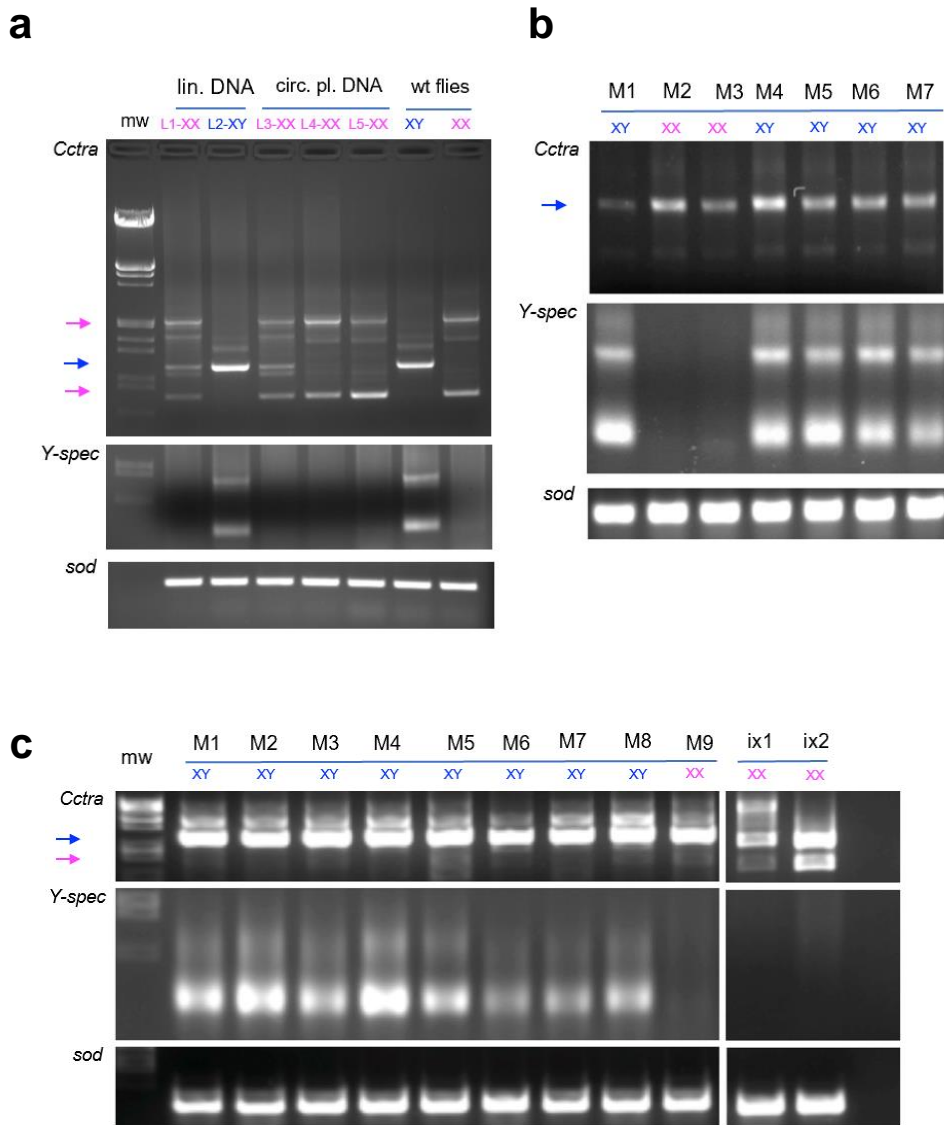 a
lin. DNA circ. pl. DNA wt flies
mw L1-XX L2-XY L3-XX L4-XX L5-XX XY XX
Cctra
Y-spec
sod
b
M1 M2 M3 M4 M5 M6 M7
XY XX XX XY XY XY XY
Cctra
Y-spec
sod
c
mw M1 M2 M3 M4 M5 M6 M7 M8 M9 ix1 ix2
XY XY XY XY XY XY XY XY XX XX XX
Cctra
Y-spec
sod